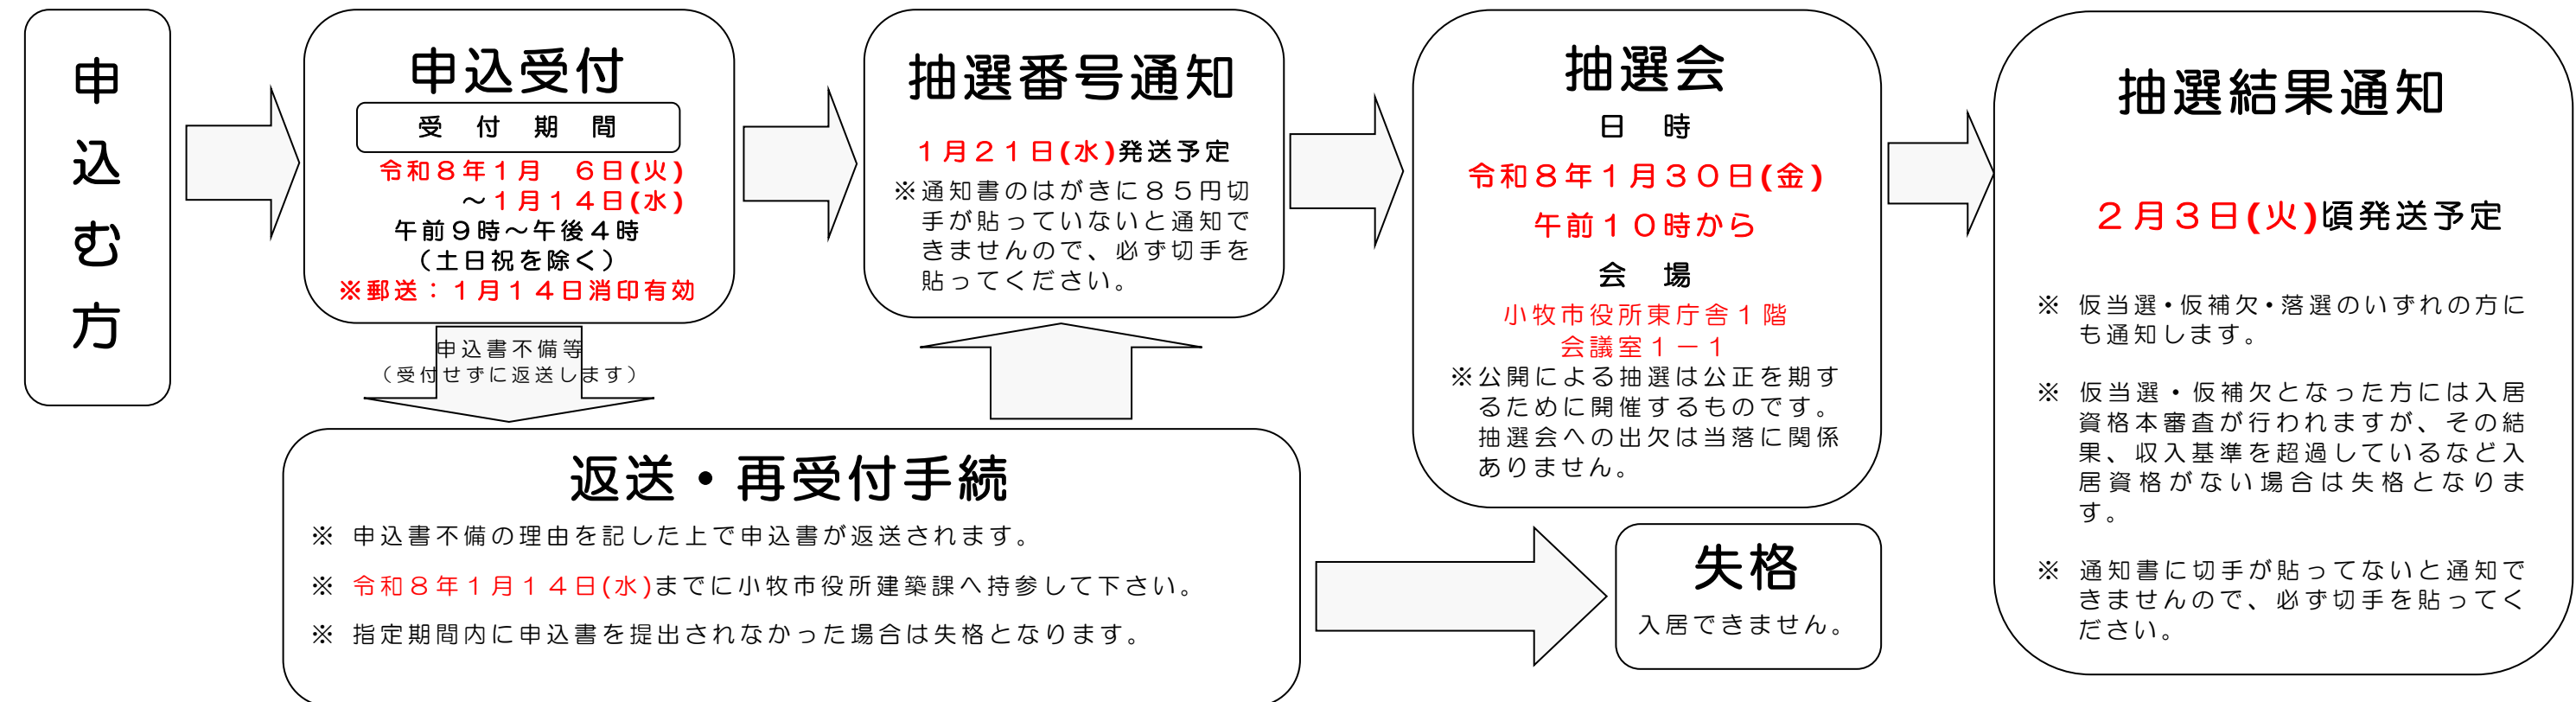 申
込
む
方
申込受付
受　付　期　間
令和８年１月　６日(火)
～１月１４日(水)
午前９時～午後４時
（土日祝を除く）
※郵送：１月１４日消印有効
申込書不備等
（受付せずに返送します）
抽選番号通知
１月２１日(水)発送予定
※通知書のはがきに８５円切
手が貼っていないと通知で
きませんので、必ず切手を
貼ってください。
返送・再受付手続
※　申込書不備の理由を記した上で申込書が返送されます。
※　令和８年１月１４日(水)までに小牧市役所建築課へ持参して下さい。
※　指定期間内に申込書を提出されなかった場合は失格となります。
抽選会
日　時
令和８年１月３０日(金)
午前１０時から
会　場
小牧市役所東庁舎１階
会議室１－１
※公開による抽選は公正を期す
るために開催するものです。
抽選会への出欠は当落に関係
ありません。
失格
入居できません。
抽選結果通知
２月３日(火)頃発送予定
※　仮当選・仮補欠・落選のいずれの方に
も通知します。
※　仮当選・仮補欠となった方には入居
資格本審査が行われますが、その結
果、収入基準を超過しているなど入
居資格がない場合は失格となりま
す。
※　通知書に切手が貼ってないと通知で
きませんので、必ず切手を貼ってく
ださい。